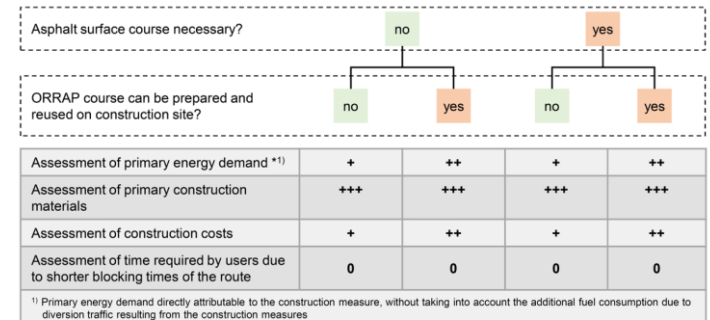 Asphalt surface course necessary?
no
yes
ORRAP course can be prepared and
reused on construction site?
no
yes
no
yes
Assessment of primary energy demand *1)
+
++
+
++
Assessment of primary construction
materials
+++
+++
+++
+++
Assessment of construction costs
+
++
+
++
Assessment of time required by users due
to shorter blocking times of the route
0
0
0
0
1) Primary energy demand directly attributable to the construction measure, without taking into account the additional fuel consumption due to
diversion traffic resulting from the construction measures